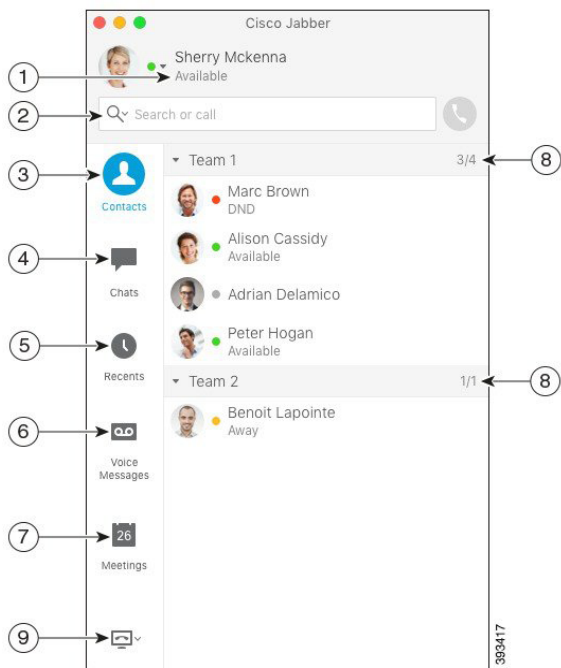 Cisco Jabber
Sherry Mckenna
1
Available
2
Search or call
Team 1
3/4
8
3
Contacts
Marc Brown
DND
Alison Cassidy
Available
4
Chats
Adrian Delamico
5
Recents
Peter Hogan
Available
Team 2
1/1
8
6
Voice
Messages
Benoit Lapointe
Away
7
26
Meetings
9
393417